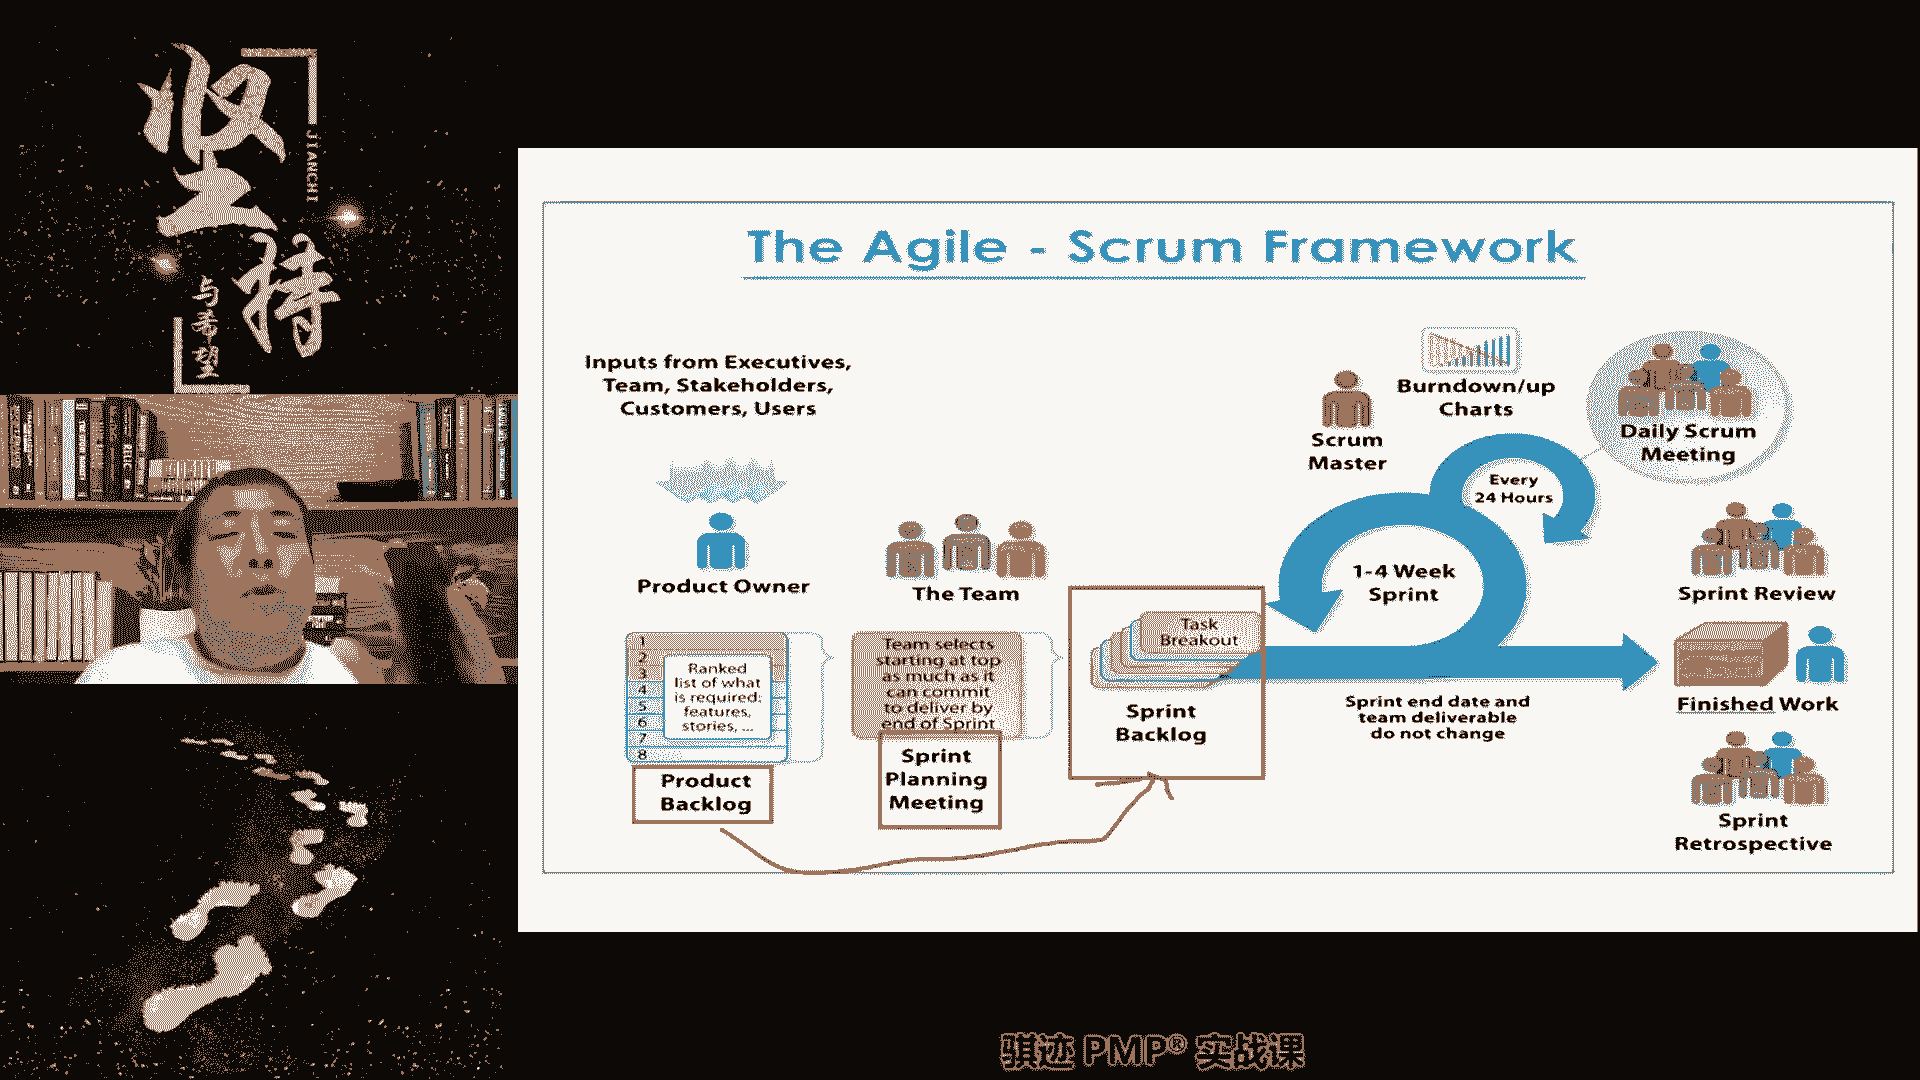 坚持
JIANCHI
与希望
The Agile - Scrum Framework
Inputs from Executives,
Team, Stakeholders,
Customers, Users
Product Owner
The Team
1
2
3
4
5
6
7
8
Ranked
list of what
is required:
features,
stories, ...
Product
Backlog
Team selects
starting at top
as much as it
can commit
to deliver by
end of Sprint
Sprint
Planning
Meeting
Task
Breakout
Sprint
Backlog
Scrum
Master
Burndown/up
Charts
Every
24 Hours
1-4 Week
Sprint
Sprint end date and
team deliverable
do not change
Daily Scrum
Meeting
Sprint Review
Finished Work
Sprint
Retrospective
骐迹 PMP® 实战课